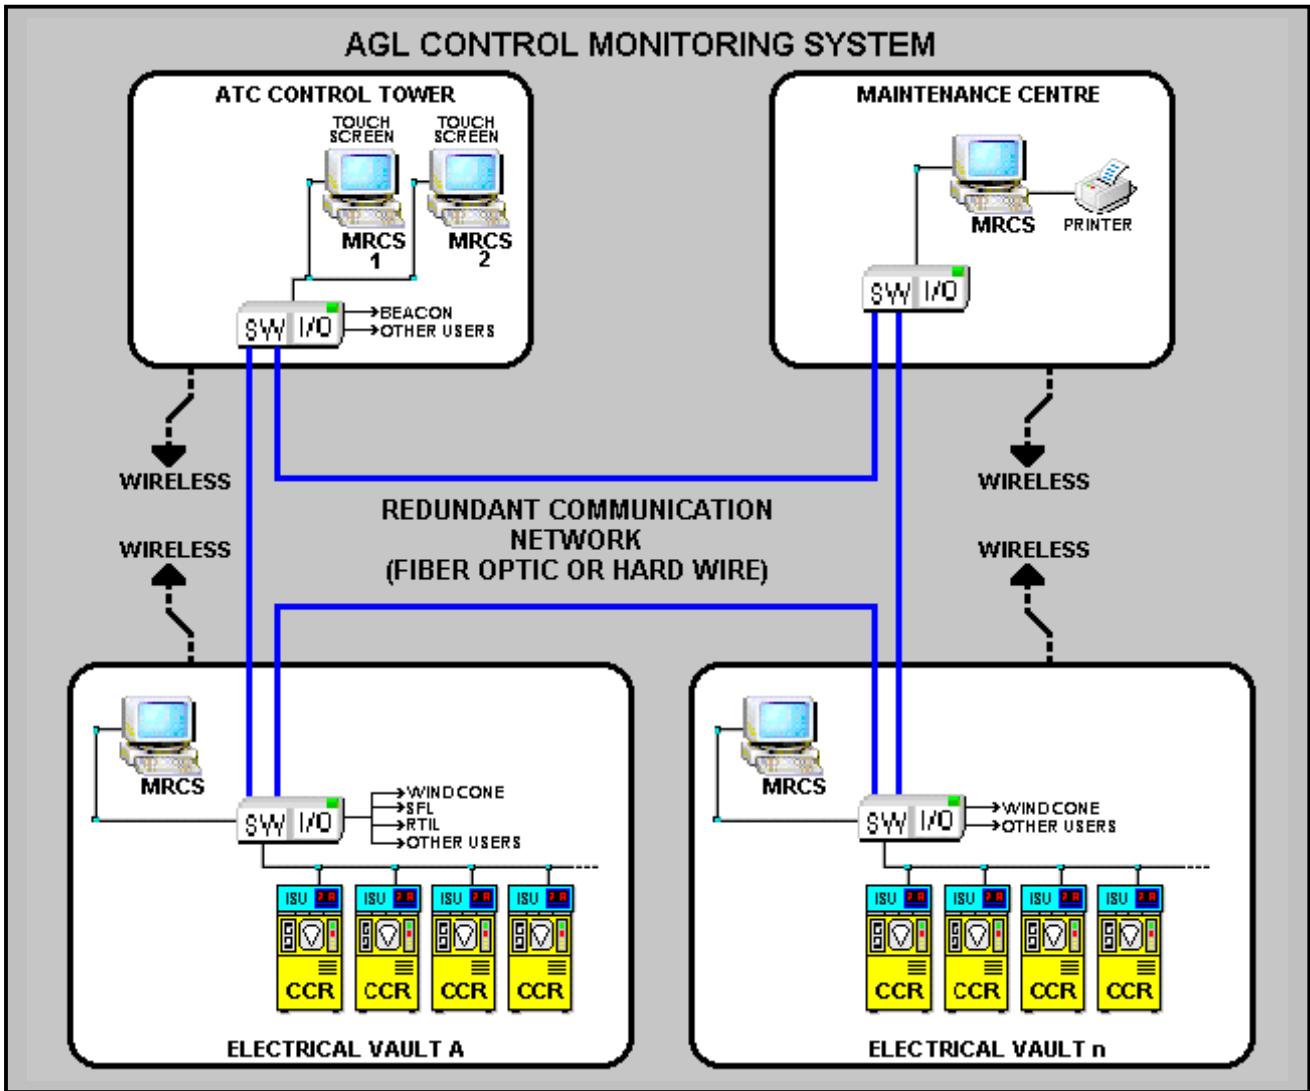 AGL CONTROL MONITORING SYSTEM
ATC CONTROL TOWER
TOUCH SCREEN
TOUCH SCREEN
MRCS 1
MRCS 2
SW I/O
BEACON
OTHER USERS
MAINTENANCE CENTRE
MRCS
PRINTER
SW I/O
WIRELESS
WIRELESS
REDUNDANT COMMUNICATION
NETWORK
(FIBER OPTIC OR HARD WIRE)
WIRELESS
WIRELESS
MRCS
SW I/O
WINDCONE
SFL
RTIL
OTHER USERS
ISU
ISU
ISU
ISU
CCR
CCR
CCR
CCR
ELECTRICAL VAULT A
MRCS
SW I/O
WINDCONE
OTHER USERS
ISU
ISU
ISU
ISU
CCR
CCR
CCR
CCR
ELECTRICAL VAULT n